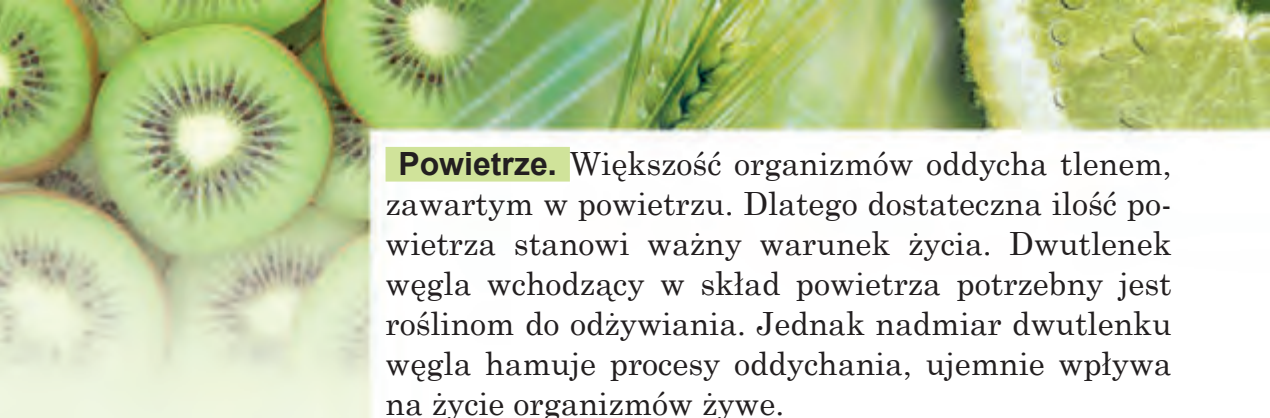 Powietrze. Większość organizmów oddycha tlenem,
zawartym w powietrzu. Dlatego dostateczna ilość po-
wietrza stanowi ważny warunek życia. Dwutlenek
węgla wchodzący w skład powietrza potrzebny jest
roślinom do odżywiania. Jednak nadmiar dwutlenku
węgla hamuje procesy oddychania, ujemnie wpływa
na życie organizmów żywe.